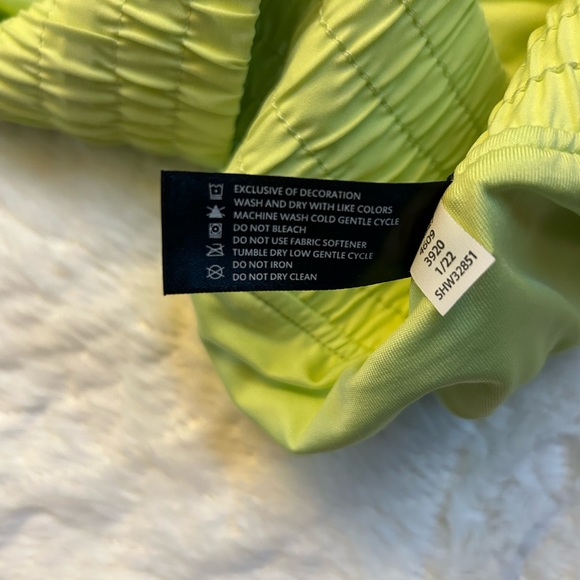 EXCLUSIVE OF DECORATION
WASH AND DRY WITH LIKE COLORS
MACHINE WASH COLD GENTLE CYCLE
DO NOT BLEACH
DO NOT USE FABRIC SOFTENER
TUMBLE DRY LOW GENTLE CYCLE
DO NOT IRON
DO NOT DRY CLEAN
4609
3920
1/22
SHW32851